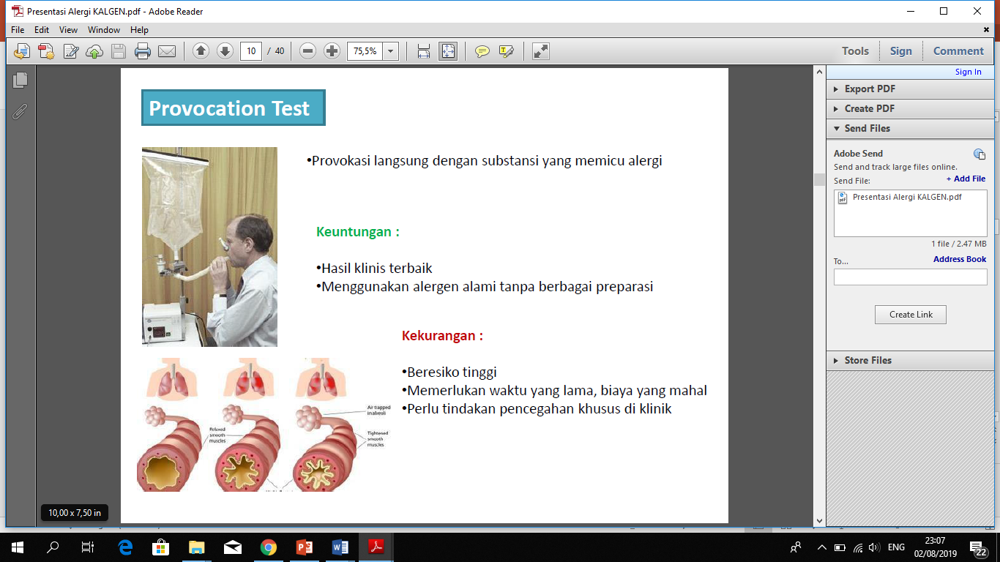 Presentasi Alergi KALGEN.pdf - Adobe Reader
File Edit View Window Help
10 / 40
75,5%
Tools Sign Comment
Sign In
Export PDF
Create PDF
Send Files
Adobe Send
Send and track large files online.
Send File:
+ Add File
Presentasi Alergi KALGEN.pdf
1 file / 2.47 MB
To...
Address Book
Create Link
Store Files
Provocation Test
•Provokasi langsung dengan substansi yang memicu alergi
Keuntungan :
•Hasil klinis terbaik
•Menggunakan alergen alami tanpa berbagai preparasi
Kekurangan :
•Beresiko tinggi
•Memerlukan waktu yang lama, biaya yang mahal
•Perlu tindakan pencegahan khusus di klinik
Air trapped
in alveoli
Relaxed
smooth
muscles
Tightened
smooth
muscles
10,00 x 7,50 in
ENG
23:07
02/08/2019
22